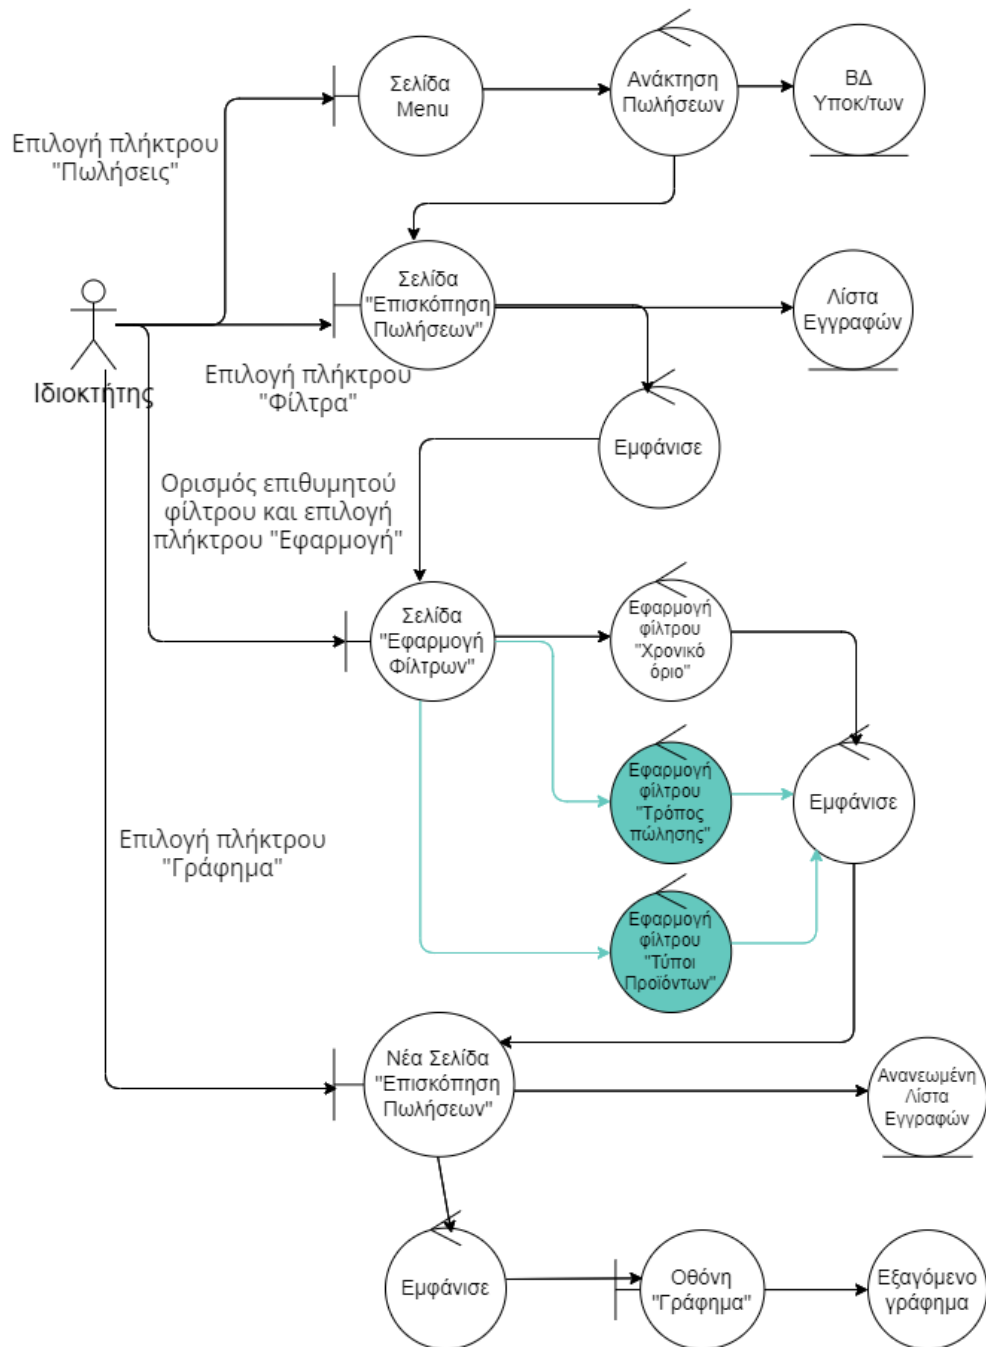 Σελίδα
Menu
Ανάκτηση
Πωλήσεων
ΒΔ
Υποκ/των
Επιλογή πλήκτρου
"Πωλήσεις"
Σελίδα
"Επισκόπηση
Πωλήσεων"
Λίστα
Εγγραφών
Ιδιοκτήτης
Επιλογή πλήκτρου
"Φίλτρα"
Εμφάνισε
Ορισμός επιθυμητού
φίλτρου και επιλογή
πλήκτρου "Εφαρμογή"
Σελίδα
"Εφαρμογή
Φίλτρων"
Εφαρμογή
φίλτρου
"Χρονικό
όριο"
Εφαρμογή
φίλτρου
"Τρόπος
πώλησης"
Εμφάνισε
Επιλογή πλήκτρου
"Γράφημα"
Εφαρμογή
φίλτρου
"Τύποι
Προϊόντων"
Νέα Σελίδα
"Επισκόπηση
Πωλήσεων"
Ανανεωμένη
Λίστα
Εγγραφών
Εμφάνισε
Οθόνη
"Γράφημα"
Εξαγόμενο
γράφημα